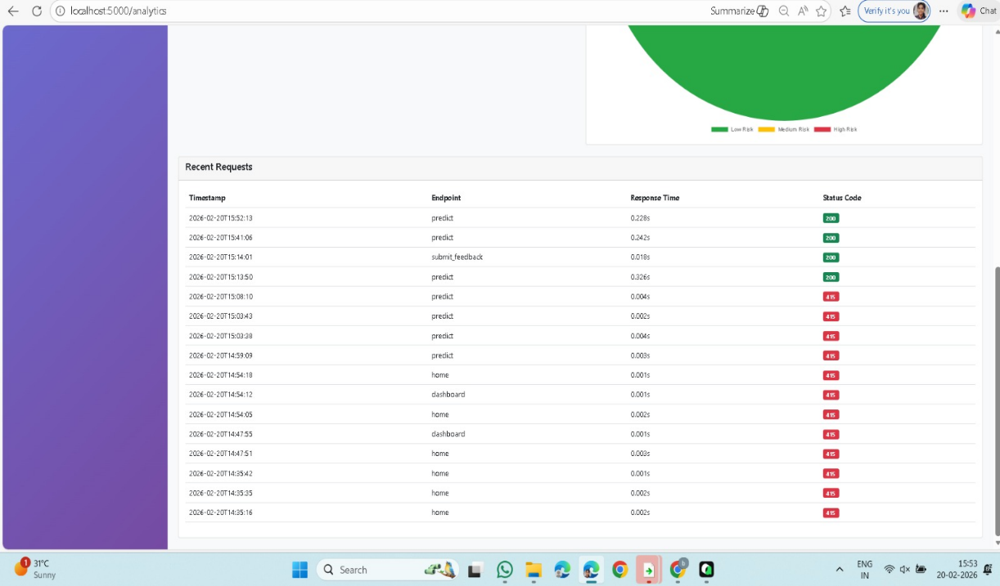 localhost:5000/analytics Summarize Verify it's you Chat
Low Risk Medium Risk High Risk
Recent Requests
Timestamp Endpoint Response Time Status Code
2026-02-20T15:52:13 predict 0.228s 200
2026-02-20T15:41:06 predict 0.242s 200
2026-02-20T15:14:01 submit_feedback 0.018s 200
2026-02-20T15:13:50 predict 0.326s 200
2026-02-20T15:08:10 predict 0.004s 415
2026-02-20T15:03:43 predict 0.002s 415
2026-02-20T15:03:38 predict 0.004s 415
2026-02-20T14:59:09 predict 0.003s 415
2026-02-20T14:54:18 home 0.001s 415
2026-02-20T14:54:12 dashboard 0.001s 415
2026-02-20T14:54:05 home 0.002s 415
2026-02-20T14:47:55 dashboard 0.001s 415
2026-02-20T14:47:51 home 0.003s 415
2026-02-20T14:35:42 home 0.001s 415
2026-02-20T14:35:35 home 0.002s 415
2026-02-20T14:35:16 home 0.002s 415
1 31°C Search ENG 15:53
Sunny IN 20-02-2026